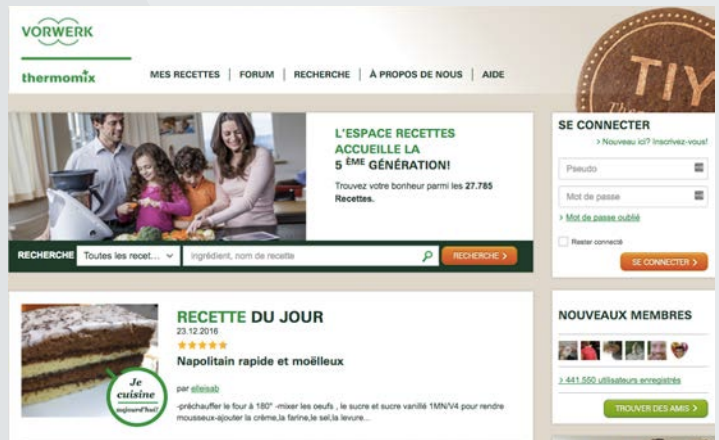 VORWERK
thermomix
MES RECETTES | FORUM | RECHERCHE | À PROPOS DE NOUS | AIDE
TIY
L'ESPACE RECETTES
ACCUEILLE LA
5 ÈME GÉNÉRATION!
Trouvez votre bonheur parmi les 27.785
Recettes.
RECHERCHE Toutes les recet... ingrédient, nom de recette RECHERCHE >
SE CONNECTER
> Nouveau ici? Inscrivez-vous!
Pseudo
Mot de passe
> Mot de passe oublié
Rester connecté
SE CONNECTER >
RECETTE DU JOUR
23.12.2016
Napolitain rapide et moëlleux
par elleisab
-préchauffer le four à 180° -mixer les oeufs , le sucre et sucre vanillé 1MN/V4 pour rendre
mousseux-ajouter la crème,la farine,le sel,la levure...
Je
cuisine
aujourd'hui!
NOUVEAUX MEMBRES
> 441.550 utilisateurs enregistrés
TROUVER DES AMIS >